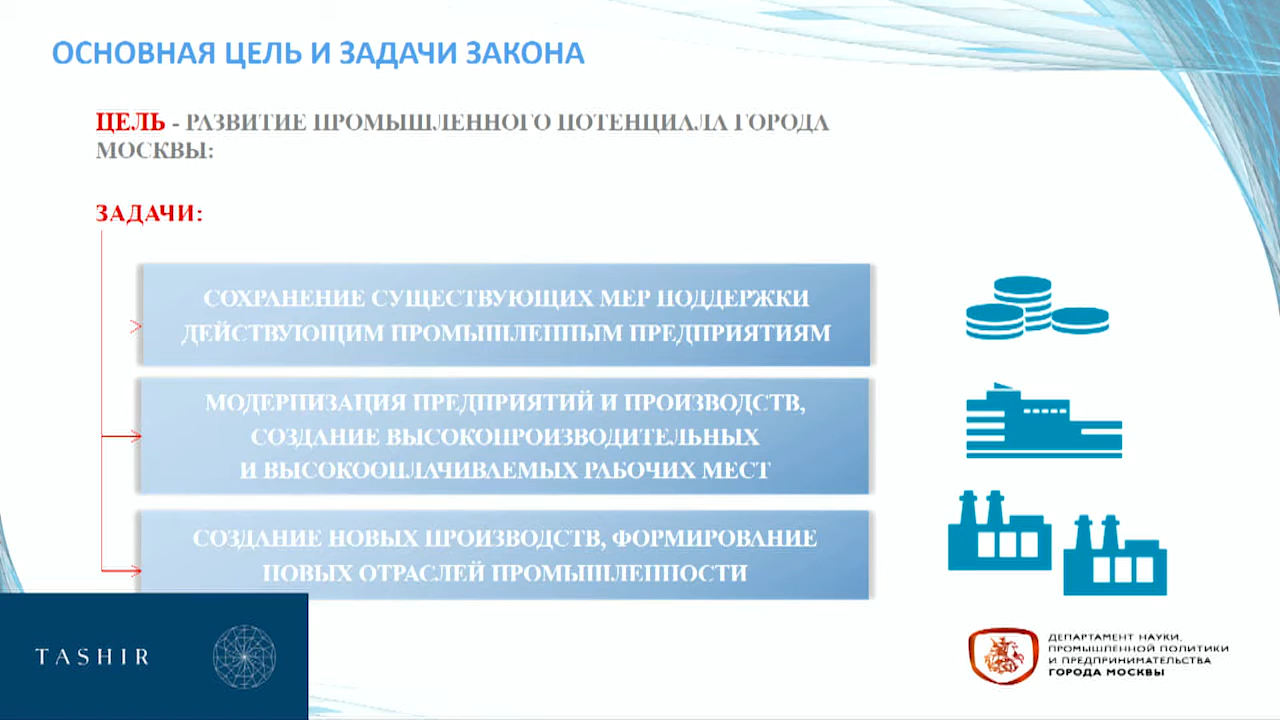 ОСНОВНАЯ ЦЕЛЬ И ЗАДАЧИ ЗАКОНА
ЦЕЛЬ - РАЗВИТИЕ ПРОМЫШЛЕННОГО ПОТЕНЦИАЛА ГОРОДА
МОСКВЫ:
ЗАДАЧИ:
СОХРАНЕНИЕ СУЩЕСТВУЮЩИХ МЕР ПОДДЕРЖКИ
ДЕЙСТВУЮЩИМ ПРОМЫШЛЕННЫМ ПРЕДПРИЯТИЯМ
МОДЕРНИЗАЦИЯ ПРЕДПРИЯТИЙ И ПРОИЗВОДСТВ,
СОЗДАНИЕ ВЫСОКОПРОИЗВОДИТЕЛЬНЫХ
И ВЫСОКООПЛАЧИВАЕМЫХ РАБОЧИХ МЕСТ
СОЗДАНИЕ НОВЫХ ПРОИЗВОДСТВ, ФОРМИРОВАНИЕ
НОВЫХ ОТРАСЛЕЙ ПРОМЫШЛЕННОСТИ
TASHIR
ДЕПАРТАМЕНТ НАУКИ,
ПРОМЫШЛЕННОЙ ПОЛИТИКИ
И ПРЕДПРИНИМАТЕЛЬСТВА
ГОРОДА МОСКВЫ